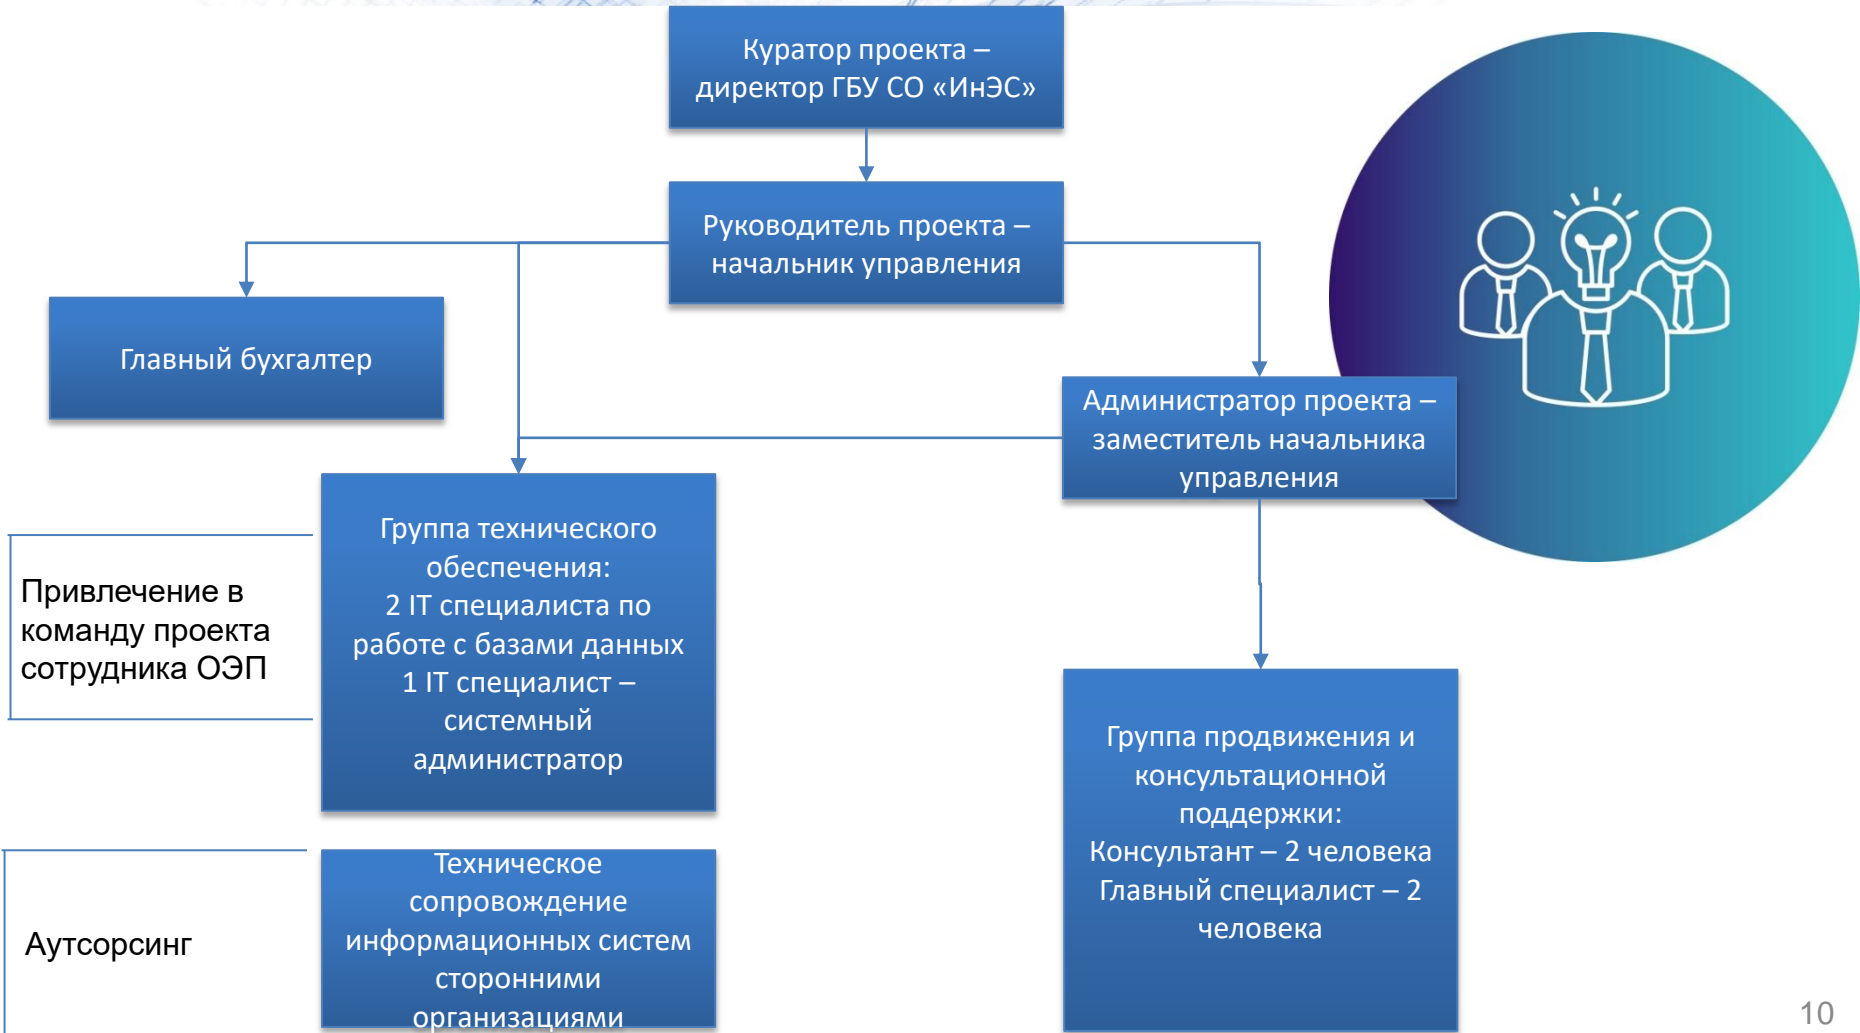 Куратор проекта –
директор ГБУ СО «ИнЭС»
Руководитель проекта –
начальник управления
Главный бухгалтер
Администратор проекта –
заместитель начальника
управления
Группа технического
обеспечения:
2 IT специалиста по
работе с базами данных
1 IT специалист –
системный
администратор
Привлечение в
команду проекта
сотрудника ОЭП
Группа продвижения и
консультационной
поддержки:
Консультант – 2 человека
Главный специалист – 2
человека
Аутсорсинг
Техническое
сопровождение
информационных систем
сторонними
организациями
10